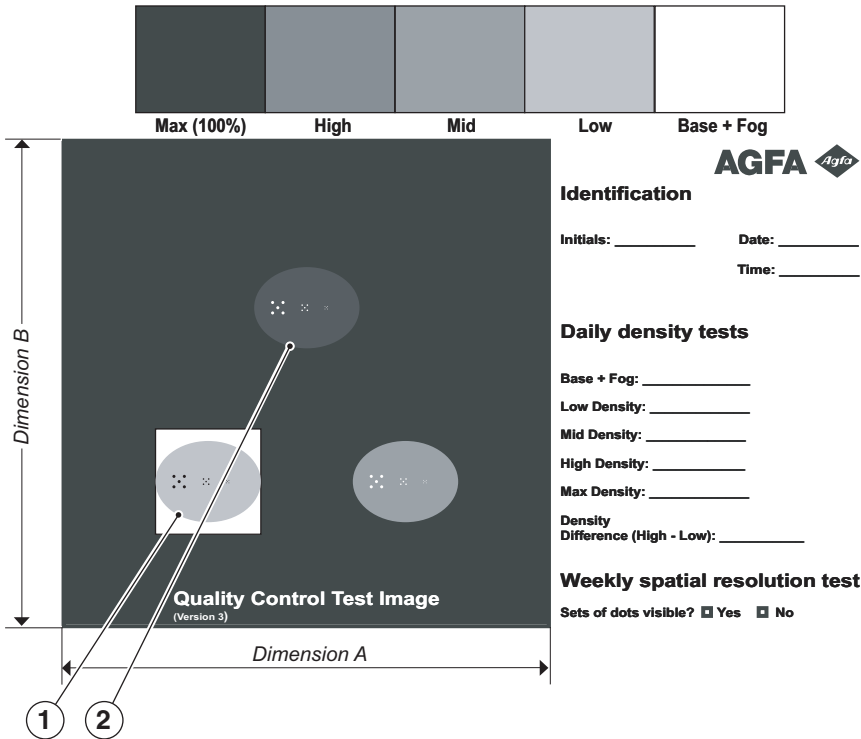 Max (100%) High Mid Low Base + Fog
AGFA Agfa
Identification
Initials: Date:
Time:
Daily density tests
Base + Fog:
Low Density:
Mid Density:
High Density:
Max Density:
Density
Difference (High - Low):
Weekly spatial resolution test
Sets of dots visible? Yes No
Dimension B
Quality Control Test Image
(Version 3)
Dimension A
1 2